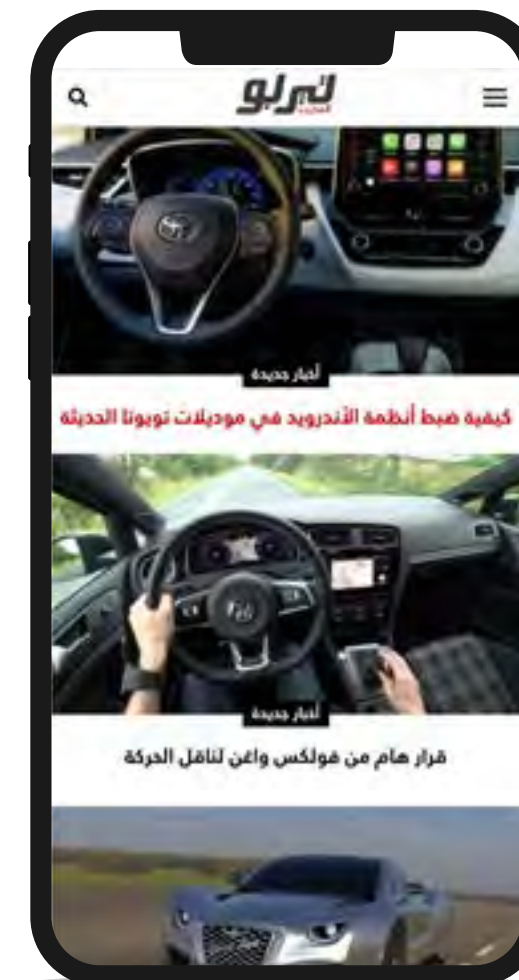 تيربو
العربية
أخبار جديدة
كيفية ضبط أنظمة الأندرويد في موديلات تويوتا الحديثة
أخبار جديدة
قرار هام من فولكس واغن لناقل الحركة